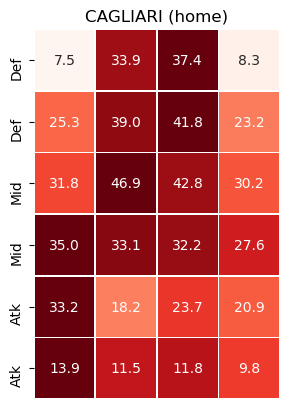 CAGLIARI (home)
Def 7.5 33.9 37.4 8.3
Def 25.3 39.0 41.8 23.2
Mid 31.8 46.9 42.8 30.2
Mid 35.0 33.1 32.2 27.6
Atk 33.2 18.2 23.7 20.9
Atk 13.9 11.5 11.8 9.8